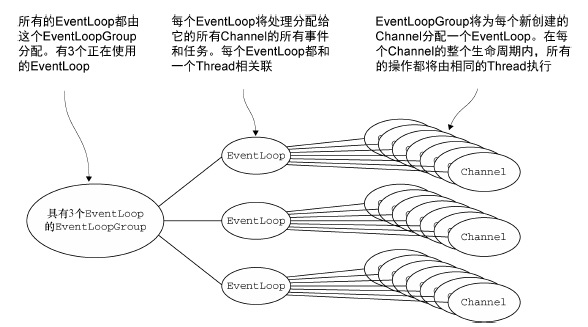 所有的EventLoop都由
这个EventLoopGroup
分配。有3个正在使用
的EventLoop
每个EventLoop将处理分配给
它的所有Channel的所有事件
和任务。每个EventLoop都和
一个Thread相关联
EventLoopGroup将为每个新创建的
Channel分配一个EventLoop。在每
个Channel的整个生命周期内，所有
的操作都将由相同的Thread执行
EventLoop
Channel
具有3个EventLoop
的EventLoopGroup
EventLoop
Channel
EventLoop
Channel